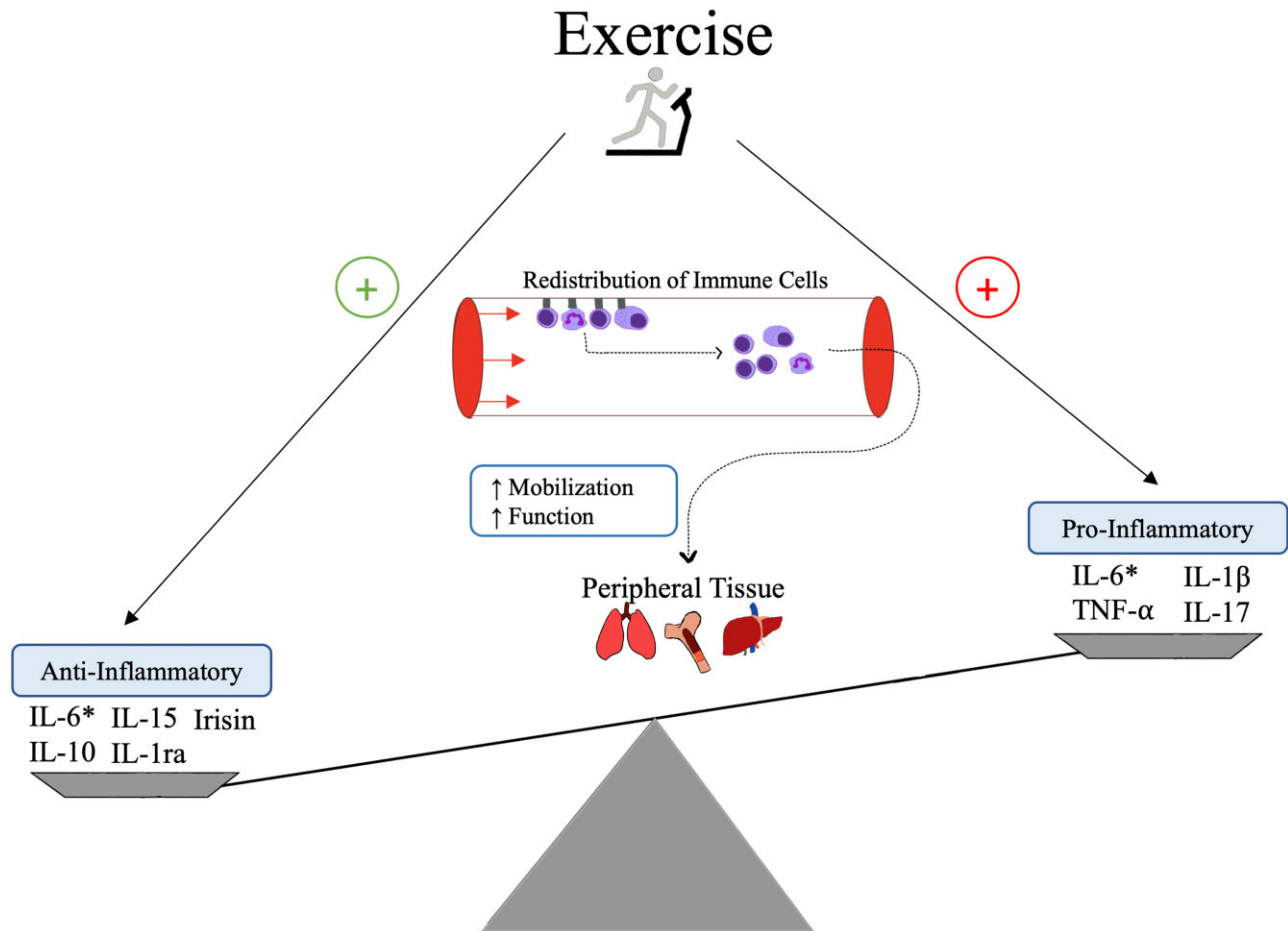 Exercise
+
+
Redistribution of Immune Cells
↑ Mobilization
↑ Function
Peripheral Tissue
Pro-Inflammatory
IL-6* IL-1β
TNF-α IL-17
Anti-Inflammatory
IL-6* IL-15 Irisin
IL-10 IL-1ra